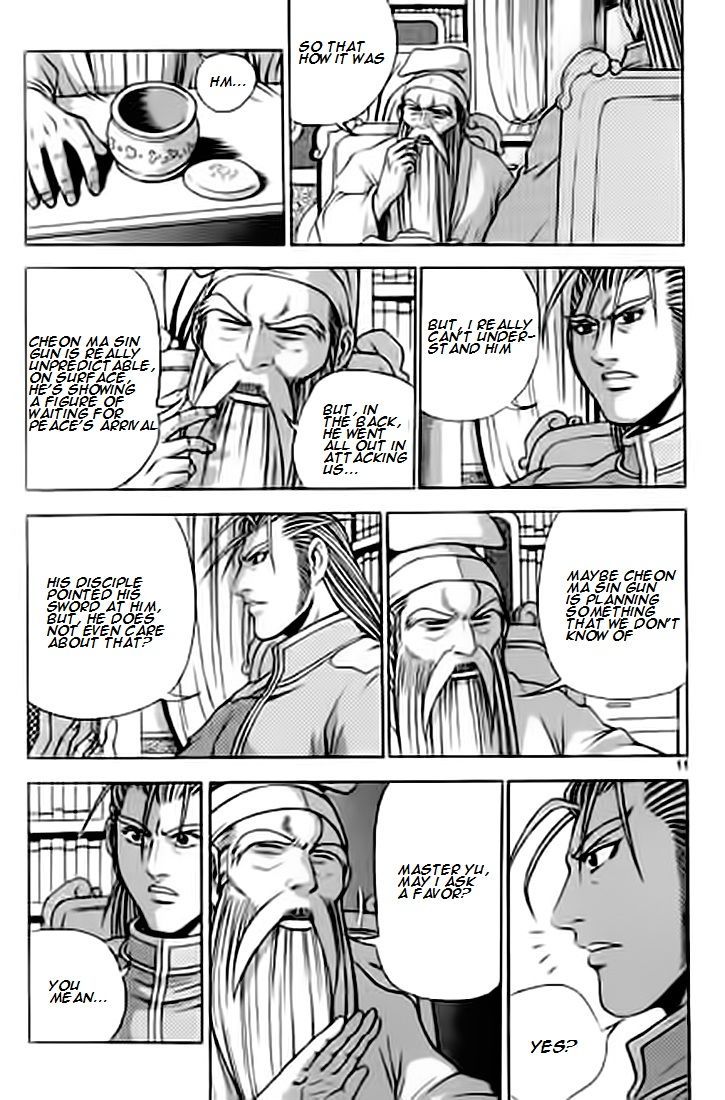 HM...
SO THAT
HOW IT WAS
CHEON MA SIN
GUN IS REALLY
UNPREDICTABLE,
ON SURFACE,
HE'S SHOWING
A FIGURE OF
WAITING FOR
PEACE'S ARRIVAL
BUT, IN
THE BACK,
HE WENT
ALL OUT IN
ATTACKING
US...
BUT, I REALLY
CAN'T UNDER-
STAND HIM
HIS DISCIPLE
POINTED HIS
SWORD AT HIM,
BUT, HE DOES
NOT EVEN CARE
ABOUT THAT?
MAYBE CHEON
MA SIN GUN
IS PLANNING
SOMETHING
THAT WE DON'T
KNOW OF
11
YOU
MEAN...
MASTER YU,
MAY I ASK
A FAVOR?
YES?